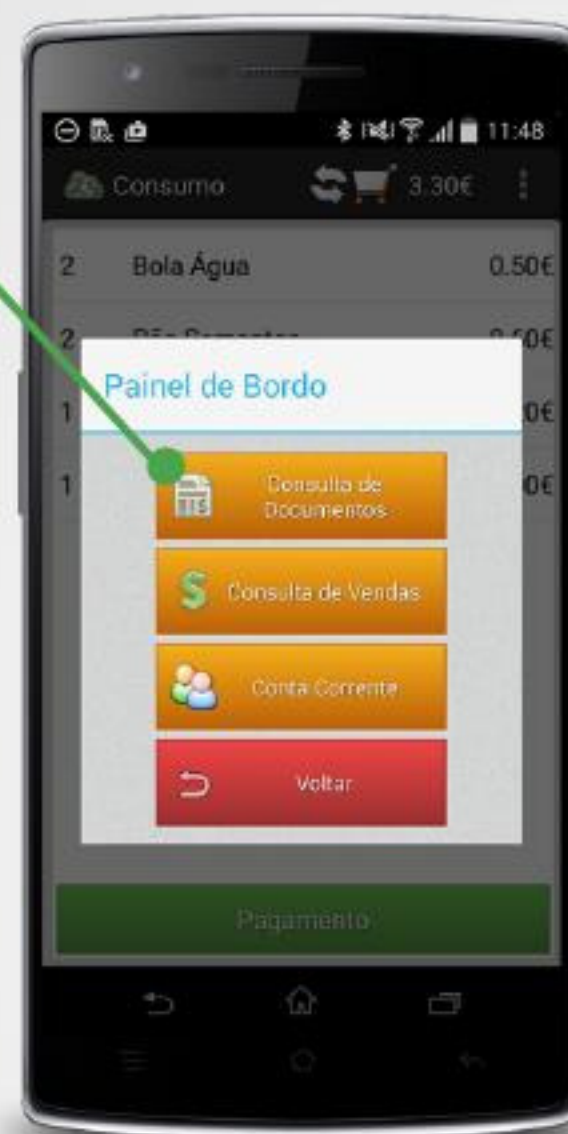 11:48
Consumo 3.30€
2 Bola Água 0.50€
2
1
1
Painel de Bordo
Consulta de
Documentos
Consulta de Vendas
Conta Corrente
Voltar
Pagamento